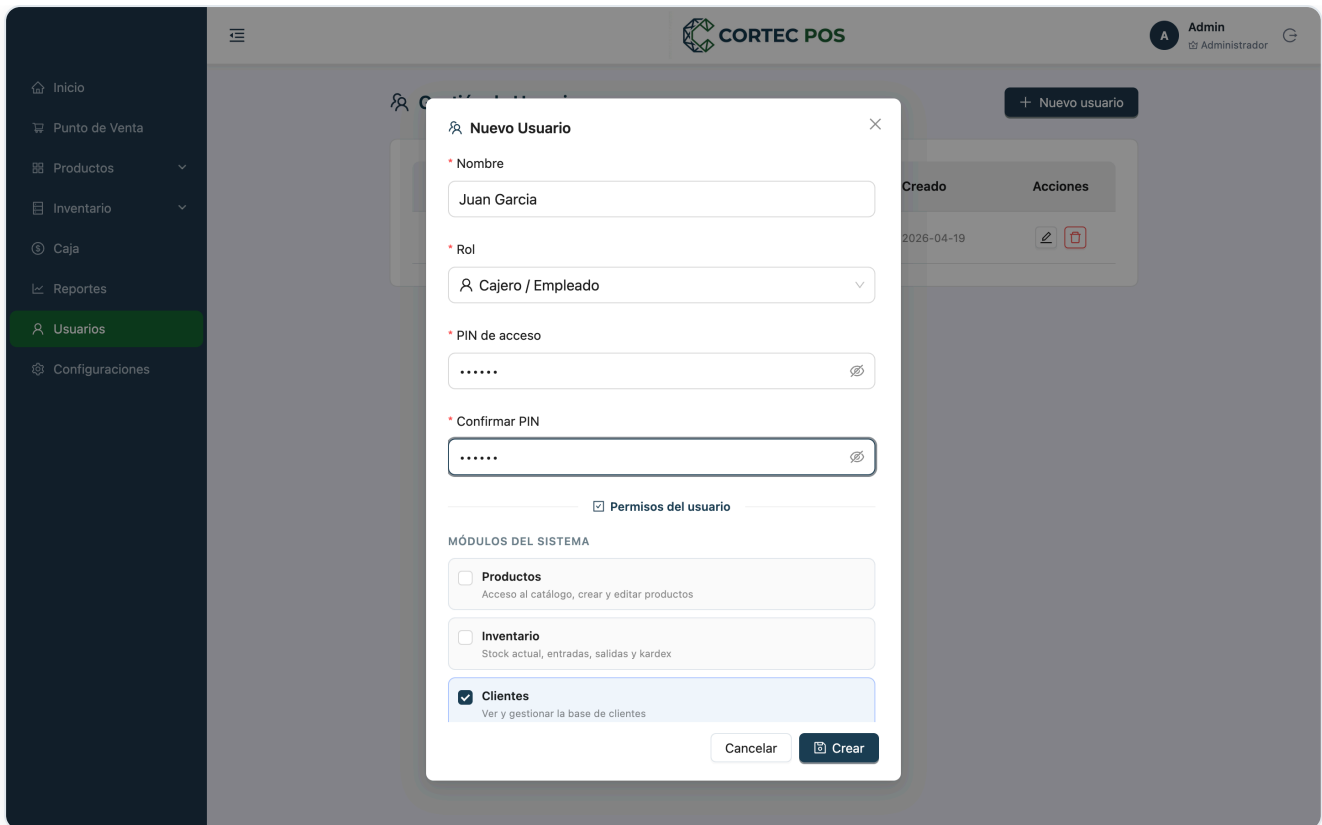 CORTEC POS
A
Admin
Administrador
Inicio
Punto de Venta
Productos
Inventario
Caja
Reportes
Usuarios
Configuraciones
Nuevo usuario
Creado
Acciones
2026-04-19
Nuevo Usuario
* Nombre
Juan Garcia
* Rol
Cajero / Empleado
* PIN de acceso
••••••
* Confirmar PIN
••••••
Permisos del usuario
MÓDULOS DEL SISTEMA
Productos
Acceso al catálogo, crear y editar productos
Inventario
Stock actual, entradas, salidas y kardex
Clientes
Ver y gestionar la base de clientes
Cancelar
Crear